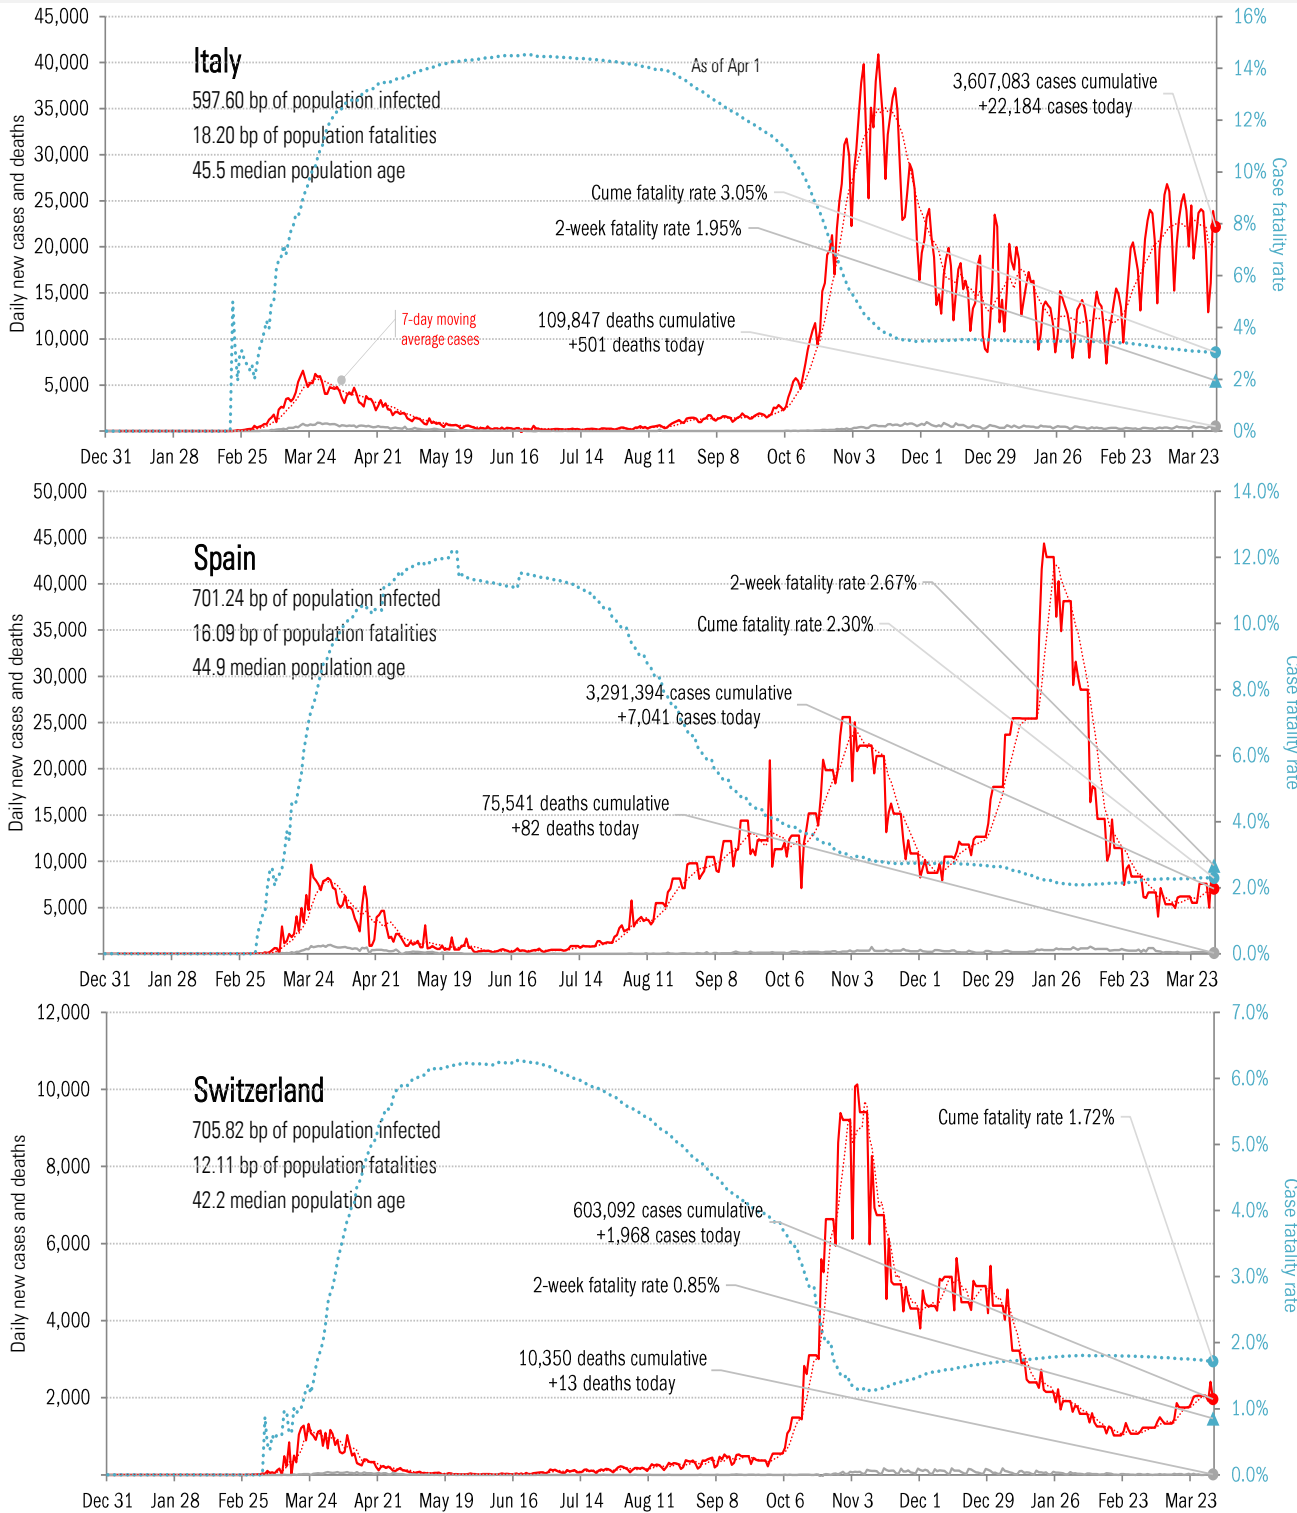 45,000
40,000
35,000
30,000
25,000
20,000
15,000
10,000
5,000
Daily new cases and deaths
Italy
597.60 bp of population infected
18.20 bp of population fatalities
45.5 median population age
As of Apr 1
3,607,083 cases cumulative
+22,184 cases today
Cume fatality rate 3.05%
2-week fatality rate 1.95%
7-day moving
average cases
109,847 deaths cumulative
+501 deaths today
16%
14%
12%
10%
8%
6%
4%
2%
0%
Case fatality rate
Dec 31 Jan 28 Feb 25 Mar 24 Apr 21 May 19 Jun 16 Jul 14 Aug 11 Sep 8 Oct 6 Nov 3 Dec 1 Dec 29 Jan 26 Feb 23 Mar 23
50,000
45,000
40,000
35,000
30,000
25,000
20,000
15,000
10,000
5,000
Daily new cases and deaths
Spain
701.24 bp of population infected
16.09 bp of population fatalities
44.9 median population age
2-week fatality rate 2.67%
Cume fatality rate 2.30%
3,291,394 cases cumulative
+7,041 cases today
75,541 deaths cumulative
+82 deaths today
14.0%
12.0%
10.0%
8.0%
6.0%
4.0%
2.0%
0.0%
Case fatality rate
Dec 31 Jan 28 Feb 25 Mar 24 Apr 21 May 19 Jun 16 Jul 14 Aug 11 Sep 8 Oct 6 Nov 3 Dec 1 Dec 29 Jan 26 Feb 23 Mar 23
12,000
10,000
8,000
6,000
4,000
2,000
Daily new cases and deaths
Switzerland
705.82 bp of population infected
12.11 bp of population fatalities
42.2 median population age
Cume fatality rate 1.72%
603,092 cases cumulative
+1,968 cases today
2-week fatality rate 0.85%
10,350 deaths cumulative
+13 deaths today
7.0%
6.0%
5.0%
4.0%
3.0%
2.0%
1.0%
0.0%
Case fatality rate
Dec 31 Jan 28 Feb 25 Mar 24 Apr 21 May 19 Jun 16 Jul 14 Aug 11 Sep 8 Oct 6 Nov 3 Dec 1 Dec 29 Jan 26 Feb 23 Mar 23